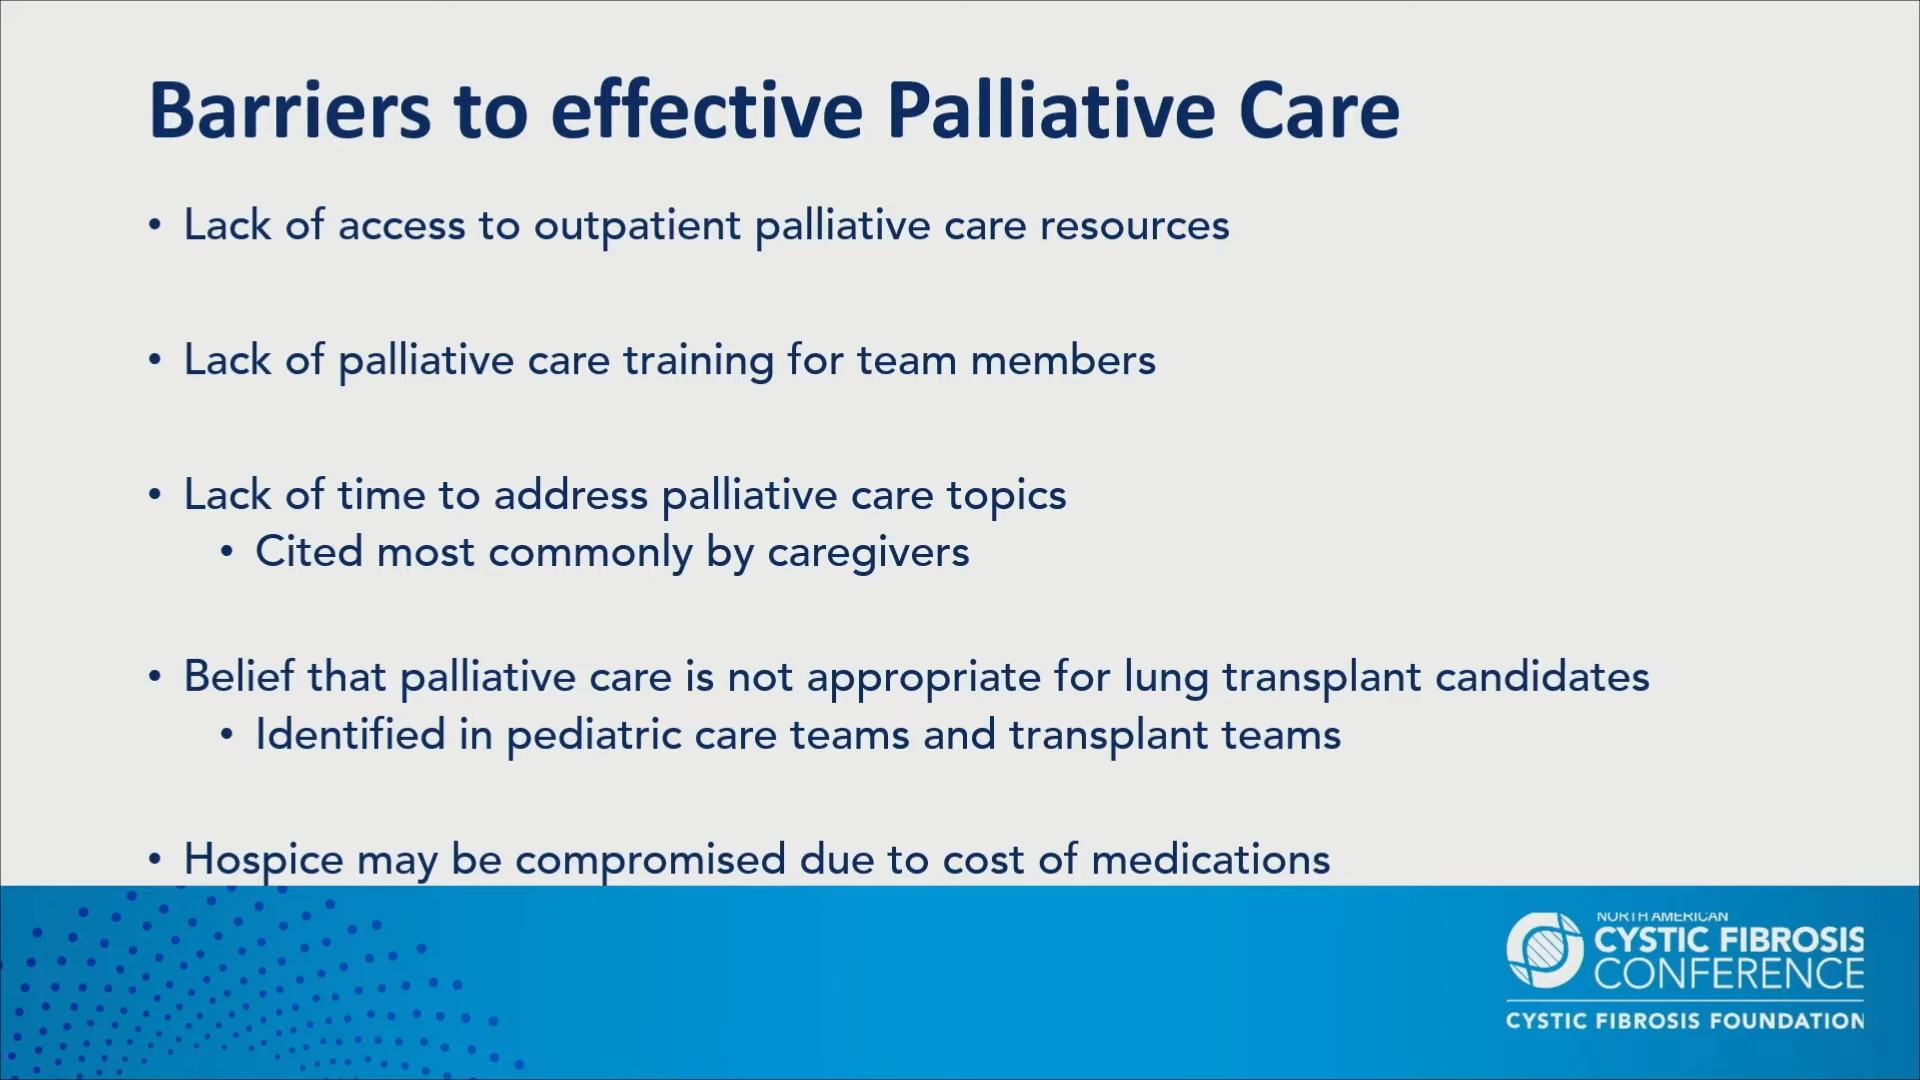 Barriers to effective Palliative Care
• Lack of access to outpatient palliative care resources
• Lack of palliative care training for team members
• Lack of time to address palliative care topics
• Cited most commonly by caregivers
• Belief that palliative care is not appropriate for lung transplant candidates
• Identified in pediatric care teams and transplant teams
• Hospice may be compromised due to cost of medications
NORTH AMERICAN
CYSTIC FIBROSIS
CONFERENCE
CYSTIC FIBROSIS FOUNDATION